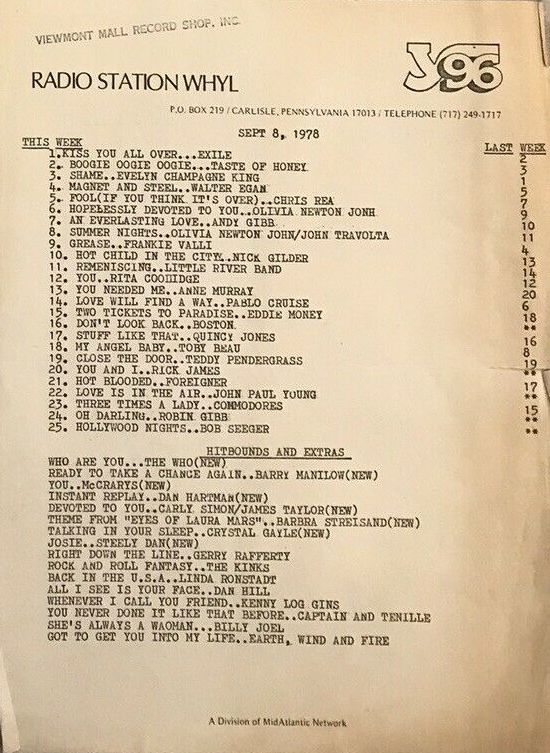 VIEWMONT MALL RECORD SHOP, INC.
Y96
RADIO STATION WHYL
P.O. BOX 219 / CARLISLE, PENNSYLVANIA 17013 / TELEPHONE (717) 249-1717
SEPT 8, 1978
THIS WEEK LAST WEEK
1.KISS YOU ALL OVER...EXILE 2
2. BOOGIE OOGIE OOGIE...TASTE OF HONEY 3
3. SHAME..EVELYN CHAMPAGNE KING 1
4. MAGNET AND STEEL..WALTER EGAN 5
5. FOOL(IF YOU THINK IT'S OVER)..CHRIS REA 7
6. HOPELESSLY DEVOTED TO YOU..OLIVIA NEWTON JONH 9
7. AN EVERLASTING LOVE..ANDY GIBB 10
8. SUMMER NIGHTS..OLIVIA NEWTON JOHN/JOHN TRAVOLTA 11
9. GREASE..FRANKIE VALLI 4
10. HOT CHILD IN THE CITY..NICK GILDER 13
11. REMENISCING..LITTLE RIVER BAND 14
12. YOU..RITA COOLIDGE 12
13. YOU NEEDED ME..ANNE MURRAY 20
14. LOVE WILL FIND A WAY..PABLO CRUISE 6
15. TWO TICKETS TO PARADISE..EDDIE MONEY 18
16. DON'T LOOK BACK..BOSTON **
17. STUFF LIKE THAT..QUINCY JONES 16
18. MY ANGEL BABY..TOBY BEAU 8
19. CLOSE THE DOOR..TEDDY PENDERGRASS 19
20. YOU AND I..RICK JAMES **
21. HOT BLOODED..FOREIGNER 17
22. LOVE IS IN THE AIR..JOHN PAUL YOUNG **
23. THREE TIMES A LADY..COMMODORES 15
24. OH DARLING..ROBIN GIBB **
25. HOLLYWOOD NIGHTS..BOB SEEGER **
HITBOUNDS AND EXTRAS
WHO ARE YOU...THE WHO(NEW)
READY TO TAKE A CHANCE AGAIN..BARRY MANILOW(NEW)
YOU..McCRARYS(NEW)
INSTANT REPLAY..DAN HARTMAN(NEW)
DEVOTED TO YOU..CARLY SIMON/JAMES TAYLOR(NEW)
THEME FROM "EYES OF LAURA MARS"..BARBRA STREISAND(NEW)
TALKING IN YOUR SLEEP..CRYSTAL GAYLE(NEW)
JOSIE..STEELY DAN(NEW)
RIGHT DOWN THE LINE..GERRY RAFFERTY
ROCK AND ROLL FANTASY..THE KINKS
BACK IN THE U.S.A..LINDA RONSTADT
ALL I SEE IS YOUR FACE..DAN HILL
WHENEVER I CALL YOU FRIEND..KENNY LOG GINS
YOU NEVER DONE IT LIKE THAT BEFORE..CAPTAIN AND TENILLE
SHE'S ALWAYS A WAOMAN...BILLY JOEL
GOT TO GET YOU INTO MY LIFE..EARTH, WIND AND FIRE
A Division of MidAtlantic Network